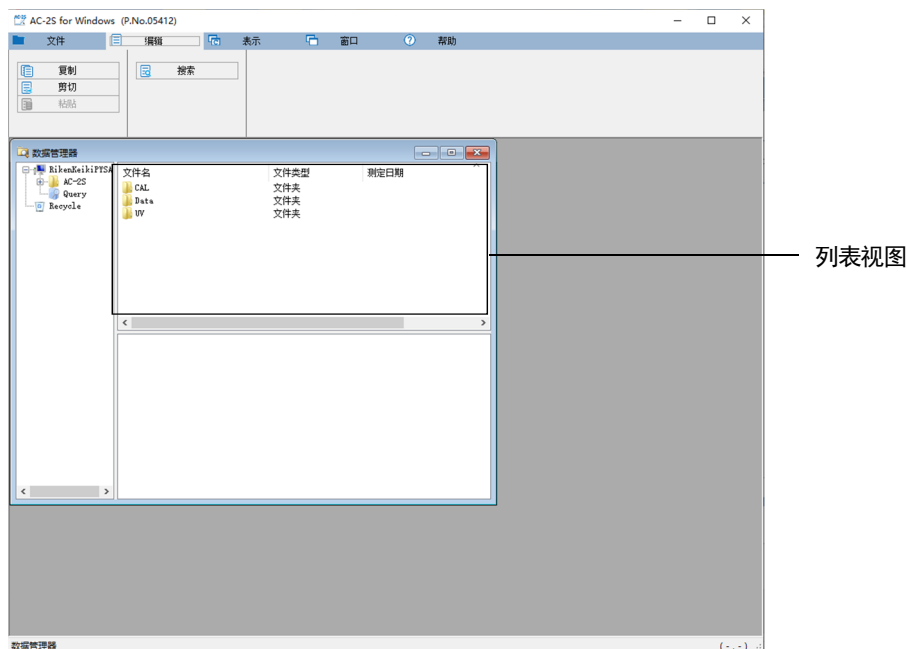 AC-2S for Windows (P.No.05412)
文件 编辑 表示 窗口 帮助
复制 搜索
剪切
粘贴
数据管理器
RikenKeikiPYSA
AC-2S
Query
Recycle
文件名 文件类型 测定日期
CAL 文件夹
Data 文件夹
UV 文件夹
列表视图
数据管理器 (-,-)